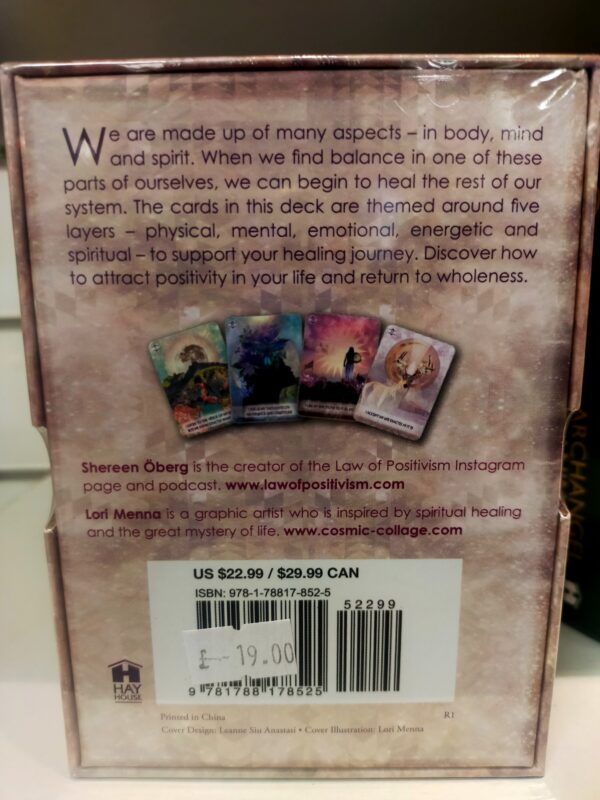 We are made up of many aspects – in body, mind
and spirit. When we find balance in one of these
parts of ourselves, we can begin to heal the rest of our
system. The cards in this deck are themed around five
layers – physical, mental, emotional, energetic and
spiritual – to support your healing journey. Discover how
to attract positivity in your life and return to wholeness.
Shereen Öberg is the creator of the Law of Positivism Instagram
page and podcast. www.lawofpositivism.com
Lori Menna is a graphic artist who is inspired by spiritual healing
and the great mystery of life. www.cosmic-collage.com
US $22.99 / $29.99 CAN
ISBN: 978-1-78817-852-5
52299
£ - 19.00
9 781788 178525
HAY
HOUSE
Printed in China
R1
Cover Design: Leanne Siu Anastasi • Cover Illustration: Lori Menna
ARCHANGEL